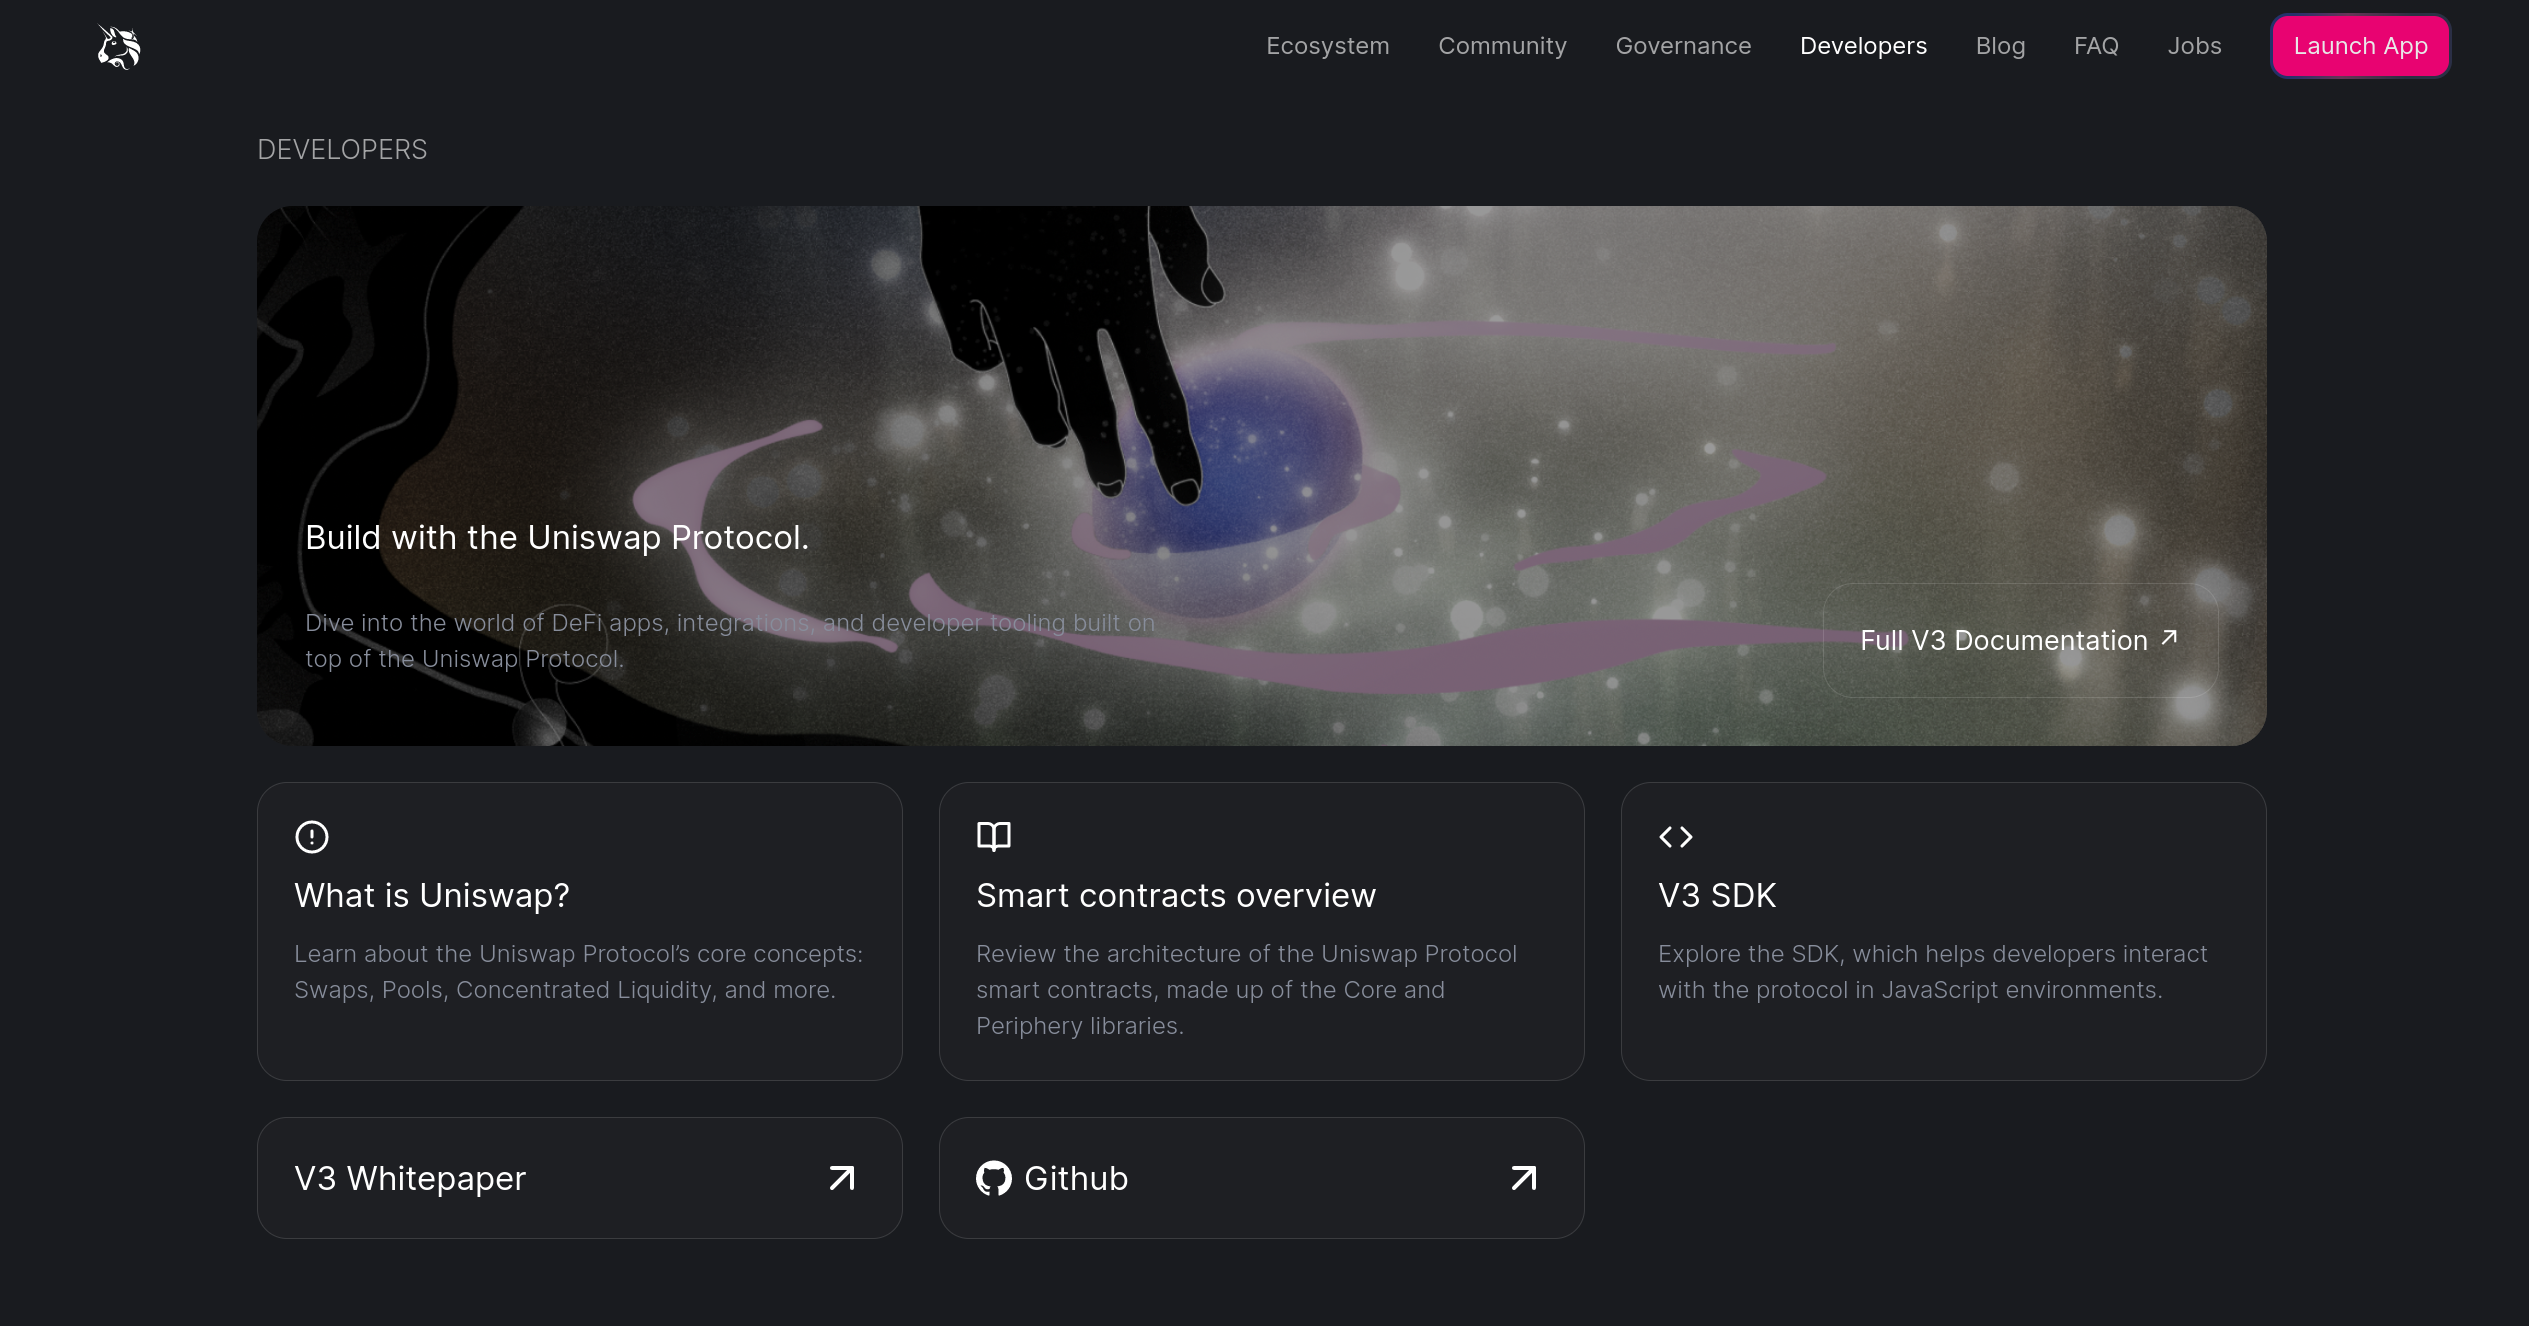 Ecosystem
Community
Governance
Developers
Blog
FAQ
Jobs
Launch App
DEVELOPERS
Build with the Uniswap Protocol.
Dive into the world of DeFi apps, integrations, and developer tooling built on
top of the Uniswap Protocol.
Full V3 Documentation ↗
What is Uniswap?
Learn about the Uniswap Protocol’s core concepts:
Swaps, Pools, Concentrated Liquidity, and more.
Smart contracts overview
Review the architecture of the Uniswap Protocol
smart contracts, made up of the Core and
Periphery libraries.
V3 SDK
Explore the SDK, which helps developers interact
with the protocol in JavaScript environments.
V3 Whitepaper
Github